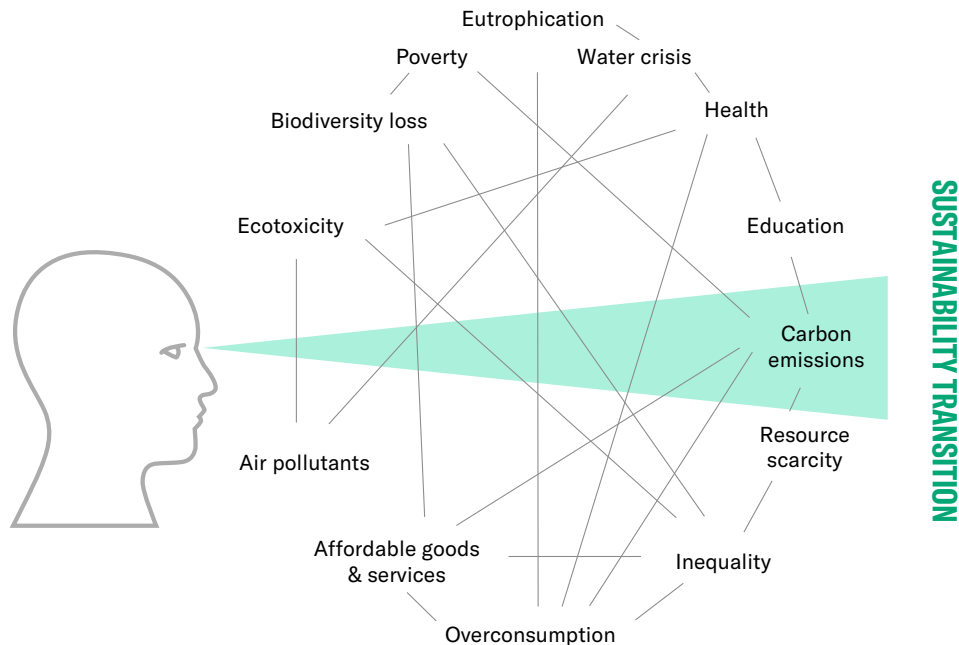 Eutrophication
Poverty
Water crisis
Health
Biodiversity loss
Ecotoxicity
Education
Carbon
emissions
Resource
scarcity
Air pollutants
Affordable goods
& services
Inequality
Overconsumption
SUSTAINABILITY TRANSITION